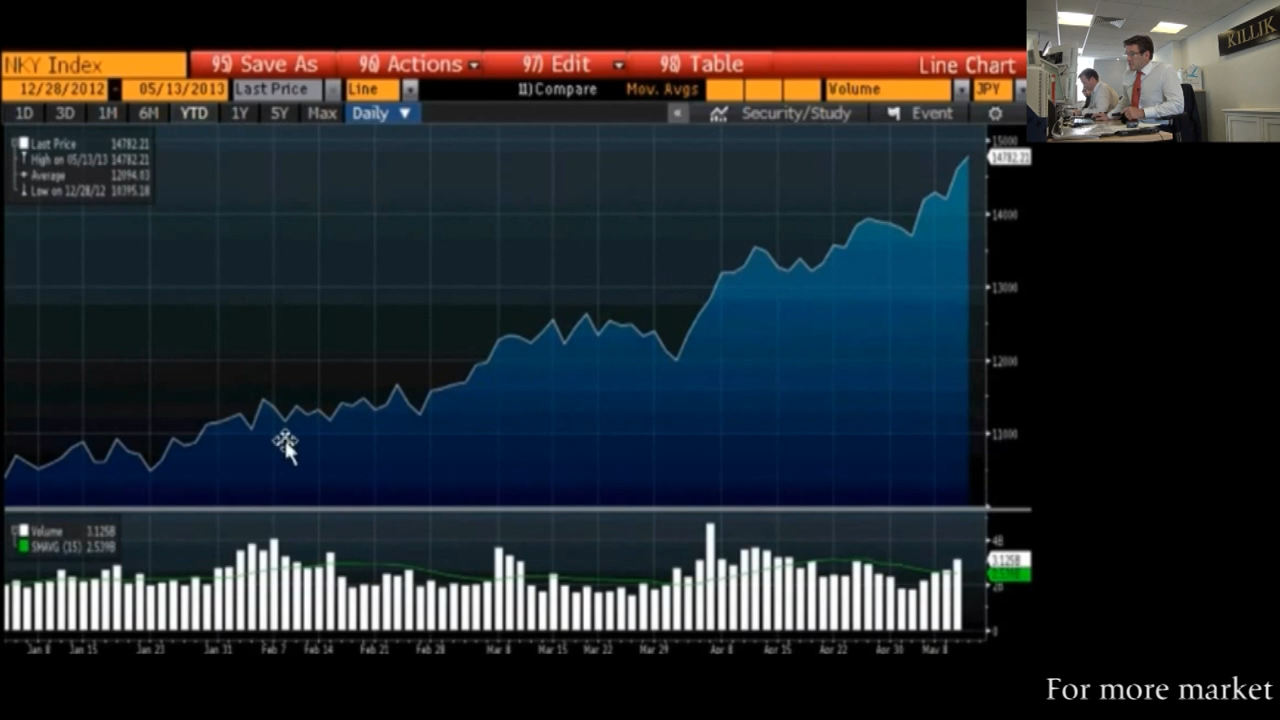 NKY Index 95) Save As 96) Actions 97) Edit 98) Table Line Chart
12/28/2012 - 05/13/2013 Last Price Line 11) Compare Mov. Avgs Volume JPY
1D 3D 1M 6M YTD 1Y 5Y Max Daily ▼ « Security/Study Event
Last Price 14782.21
High on 05/13/13 14782.21
Average 12094.03
Low on 12/28/12 10395.18
KILLIK
15000
14782.21
14000
13000
12000
11000
Volume 3.125B
SMAVG (15) 2.539B
4B
3.125B
2B
0
Jan 8 Jan 15 Jan 23 Jan 31 Feb 7 Feb 14 Feb 21 Feb 28 Mar 8 Mar 15 Mar 22 Mar 29 Apr 8 Apr 15 Apr 22 Apr 30 May 8
For more market